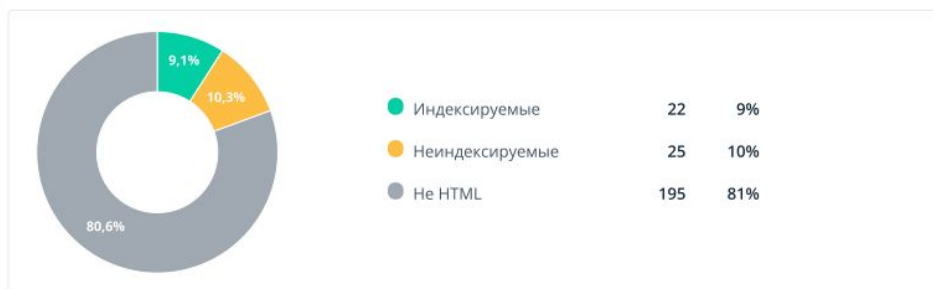 9,1%
10,3%
80,6%
Индексируемые 22 9%
Неиндексируемые 25 10%
Не HTML 195 81%